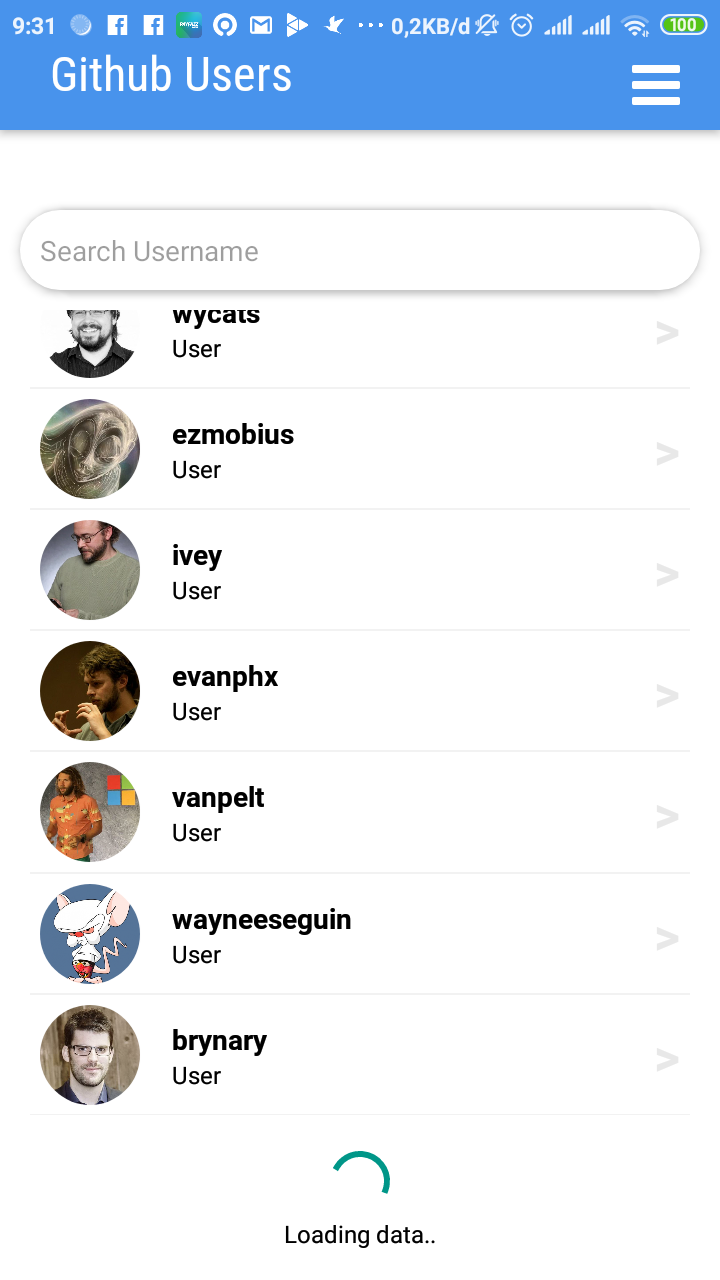 9:31 0,2KB/d 100
Github Users
Search Username
wycats
User
>
ezmobius
User
>
ivey
User
>
evanphx
User
>
vanpelt
User
>
wayneeseguin
User
>
brynary
User
>
Loading data..